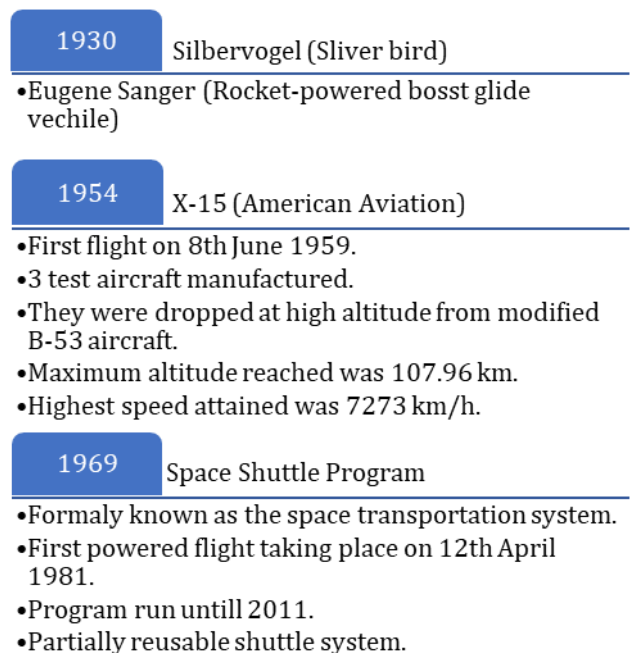 1930
Silbervogel (Sliver bird)
•Eugene Sanger (Rocket-powered bosst glide
vechile)
1954
X-15 (American Aviation)
•First flight on 8th June 1959.
•3 test aircraft manufactured.
•They were dropped at high altitude from modified
B-53 aircraft.
•Maximum altitude reached was 107.96 km.
•Highest speed attained was 7273 km/h.
1969
Space Shuttle Program
•Formaly known as the space transportation system.
•First powered flight taking place on 12th April
1981.
•Program run untill 2011.
•Partially reusable shuttle system.